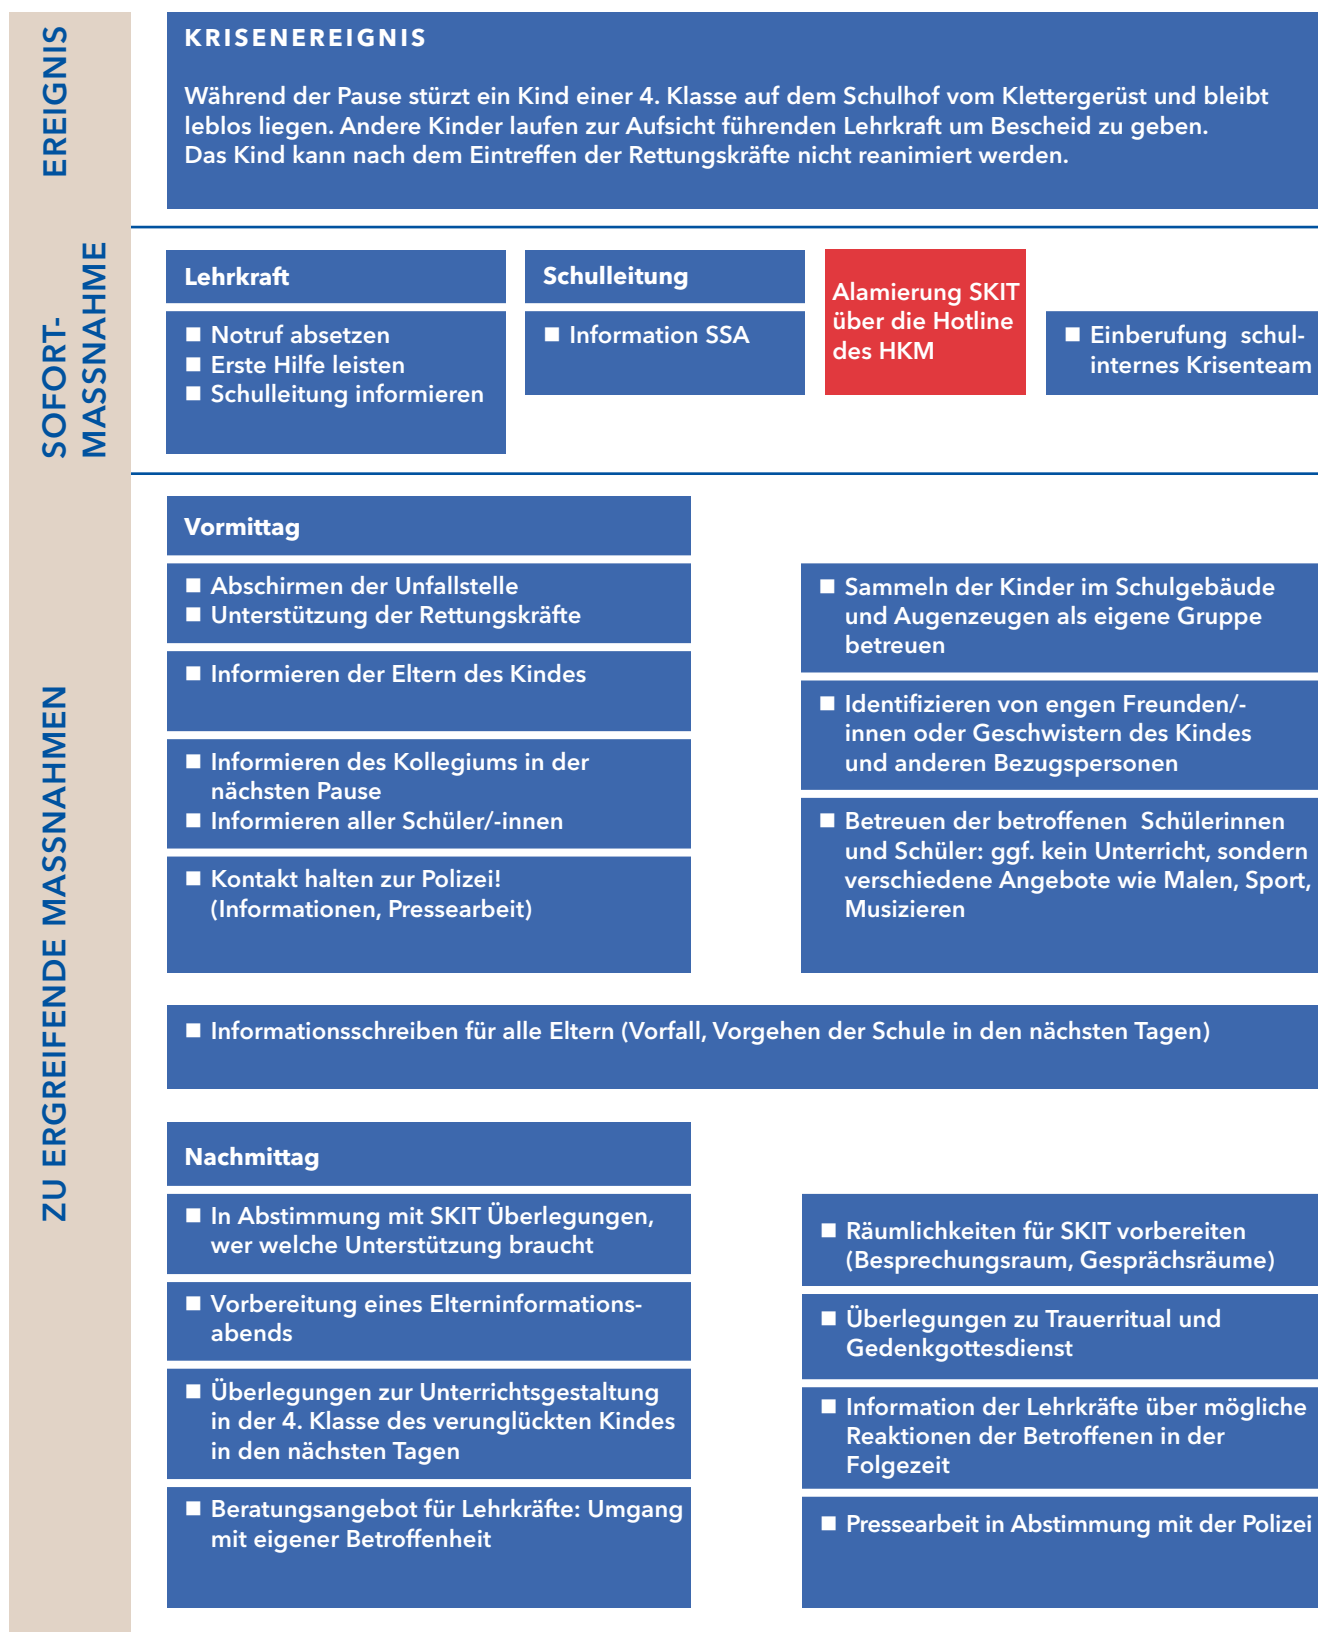 EREIGNIS
KRISENEREIGNIS
Während der Pause stürzt ein Kind einer 4. Klasse auf dem Schulhof vom Klettergerüst und bleibt
leblos liegen. Andere Kinder laufen zur Aufsicht führenden Lehrkraft um Bescheid zu geben.
Das Kind kann nach dem Eintreffen der Rettungskräfte nicht reanimiert werden.
SOFORT-
MASSNAHME
Lehrkraft
■ Notruf absetzen
■ Erste Hilfe leisten
■ Schulleitung informieren
Schulleitung
■ Information SSA
Alamierung SKIT
über die Hotline
des HKM
■ Einberufung schul-
internes Krisenteam
ZU ERGREIFENDE MASSNAHMEN
Vormittag
■ Abschirmen der Unfallstelle
■ Unterstützung der Rettungskräfte
■ Informieren der Eltern des Kindes
■ Informieren des Kollegiums in der
nächsten Pause
■ Informieren aller Schüler/-innen
■ Kontakt halten zur Polizei!
(Informationen, Pressearbeit)
■ Sammeln der Kinder im Schulgebäude
und Augenzeugen als eigene Gruppe
betreuen
■ Identifizieren von engen Freunden/-
innen oder Geschwistern des Kindes
und anderen Bezugspersonen
■ Betreuen der betroffenen Schülerinnen
und Schüler: ggf. kein Unterricht, sondern
verschiedene Angebote wie Malen, Sport,
Musizieren
■ Informationsschreiben für alle Eltern (Vorfall, Vorgehen der Schule in den nächsten Tagen)
Nachmittag
■ In Abstimmung mit SKIT Überlegungen,
wer welche Unterstützung braucht
■ Vorbereitung eines Elterninformations-
abends
■ Überlegungen zur Unterrichtsgestaltung
in der 4. Klasse des verunglückten Kindes
in den nächsten Tagen
■ Beratungsangebot für Lehrkräfte: Umgang
mit eigener Betroffenheit
■ Räumlichkeiten für SKIT vorbereiten
(Besprechungsraum, Gesprächsräume)
■ Überlegungen zu Trauerritual und
Gedenkgottesdienst
■ Information der Lehrkräfte über mögliche
Reaktionen der Betroffenen in der
Folgezeit
■ Pressearbeit in Abstimmung mit der Polizei